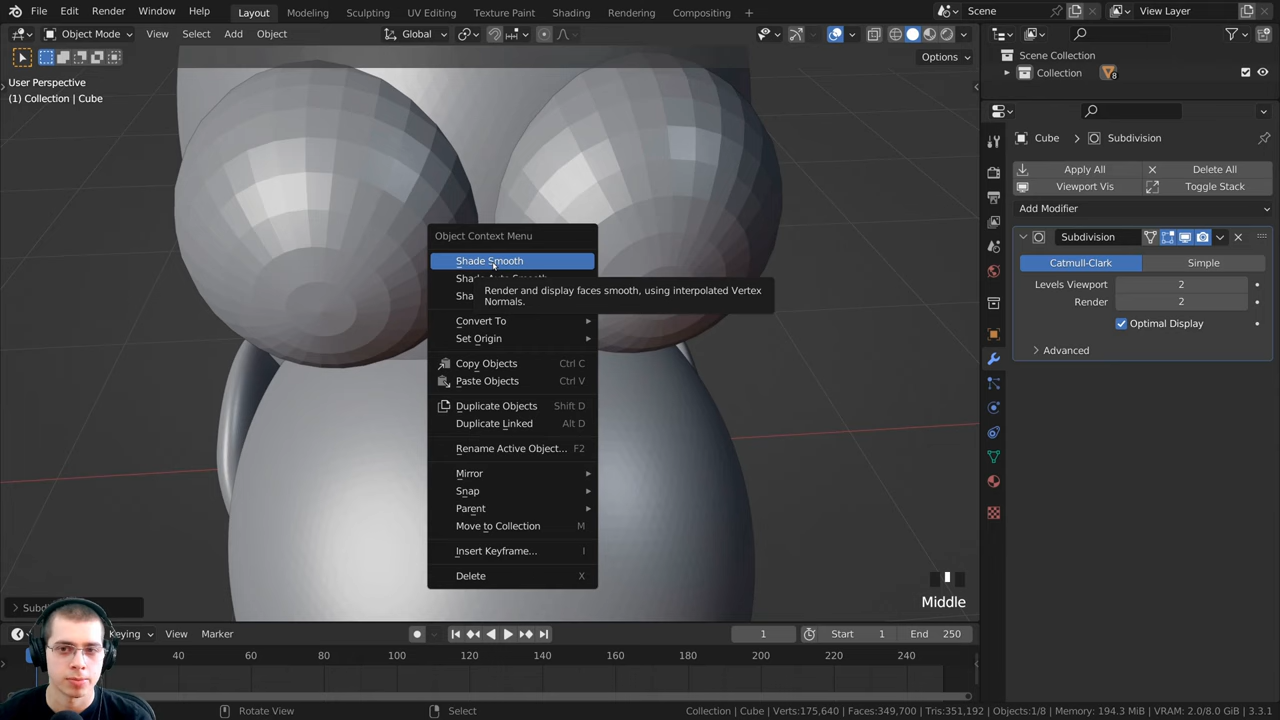 File Edit Render Window Help Layout Modeling Sculpting UV Editing Texture Paint Shading Rendering Compositing Scene View Layer
Object Mode View Select Add Object Global
Options
User Perspective
(1) Collection | Cube
Scene Collection
Collection 8
Cube > Subdivision
Apply All Delete All
Viewport Vis Toggle Stack
Add Modifier
Subdivision
Catmull-Clark Simple
Levels Viewport 2
Render 2
Optimal Display
Advanced
Object Context Menu
Shade Smooth
Render and display faces smooth, using interpolated Vertex
Normals.
Convert To
Set Origin
Copy Objects Ctrl C
Paste Objects Ctrl V
Duplicate Objects Shift D
Duplicate Linked Alt D
Rename Active Object... F2
Mirror
Snap
Parent
Move to Collection M
Insert Keyframe... I
Delete X
Middle
Keying View Marker 1 Start 1 End 250
40 60 80 100 120 140 160 180 200 220 240
Rotate View Select Collection | Cube | Verts:175,640 | Faces:349,700 | Tris:351,192 | Objects:1/8 | Memory: 194.3 MiB | VRAM: 2.0/8.0 GiB | 3.3.1